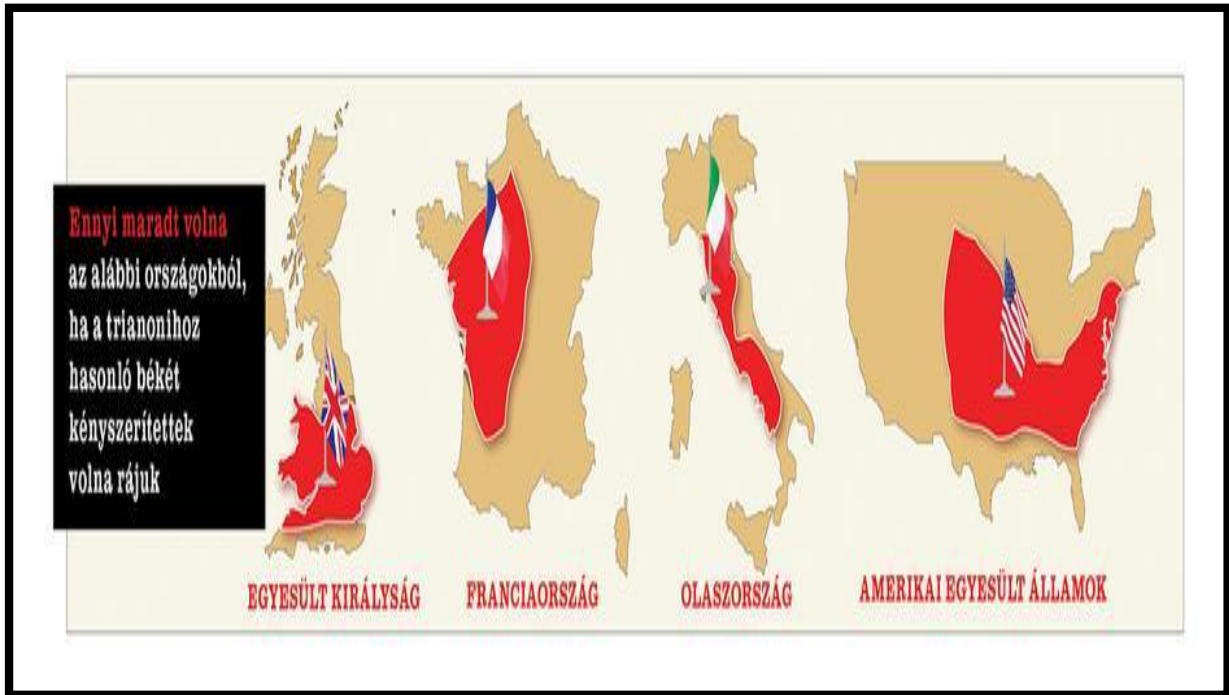 Ennyi maradt volna
az alábbi országokból,
ha a trianonihoz
hasonló békét
kényszerítettek
volna rájuk
EGYESÜLT KIRÁLYSÁG
FRANCIAORSZÁG
OLASZORSZÁG
AMERIKAI EGYESÜLT ÁLLAMOK